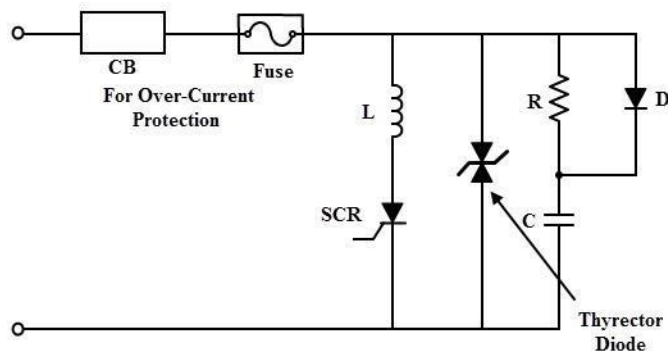 CB
For Over-Current
Protection
Fuse
L
SCR
R
D
C
Thyrector
Diode